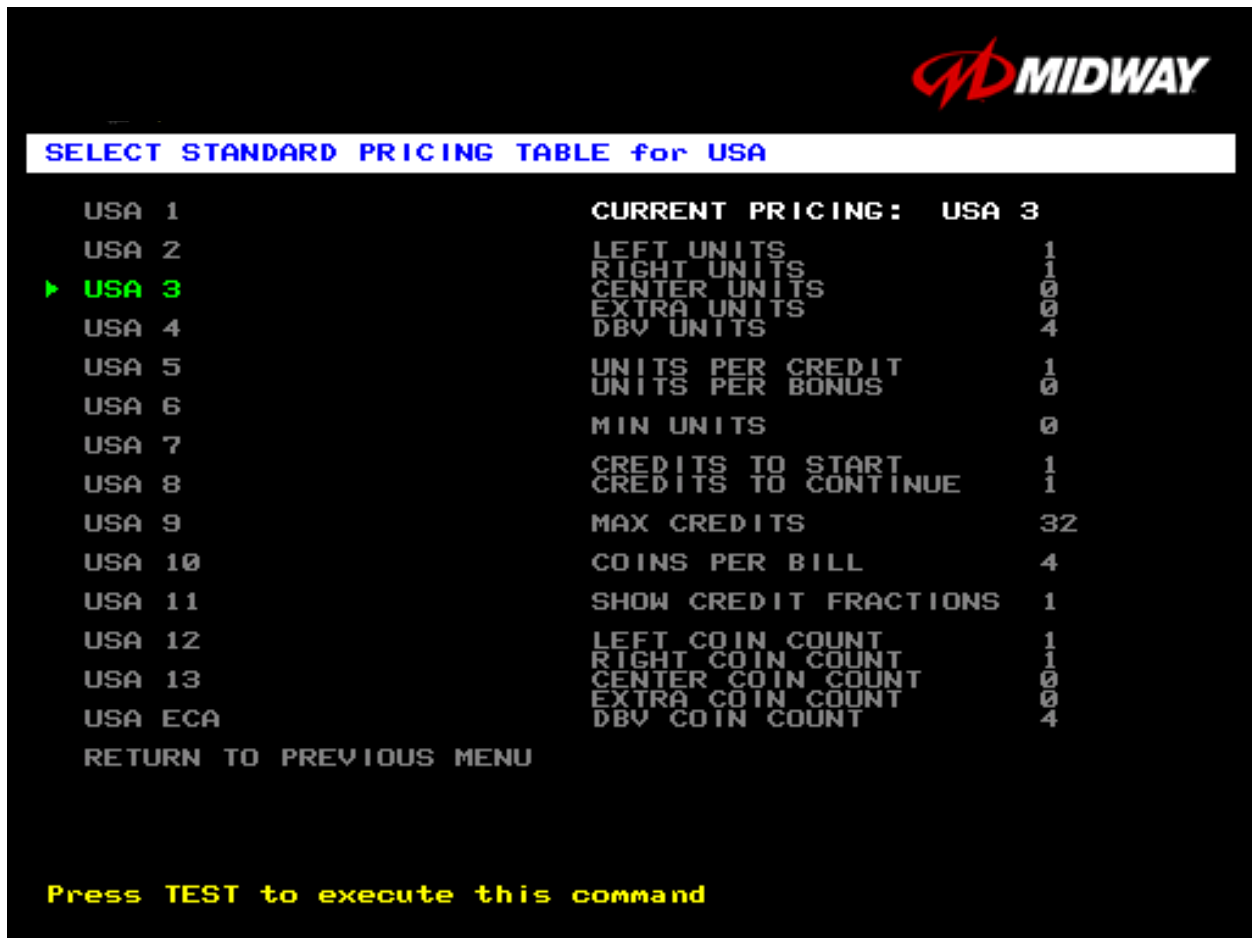 MIDWAY
SELECT STANDARD PRICING TABLE for USA
USA 1
USA 2
USA 3
USA 4
USA 5
USA 6
USA 7
USA 8
USA 9
USA 10
USA 11
USA 12
USA 13
USA ECA
RETURN TO PREVIOUS MENU
CURRENT PRICING: USA 3
LEFT UNITS 1
RIGHT UNITS 1
CENTER UNITS 0
EXTRA UNITS 0
DBV UNITS 4
UNITS PER CREDIT 1
UNITS PER BONUS 0
MIN UNITS 0
CREDITS TO START 1
CREDITS TO CONTINUE 1
MAX CREDITS 32
COINS PER BILL 4
SHOW CREDIT FRACTIONS 1
LEFT COIN COUNT 1
RIGHT COIN COUNT 1
CENTER COIN COUNT 0
EXTRA COIN COUNT 0
DBV COIN COUNT 4
Press TEST to execute this command